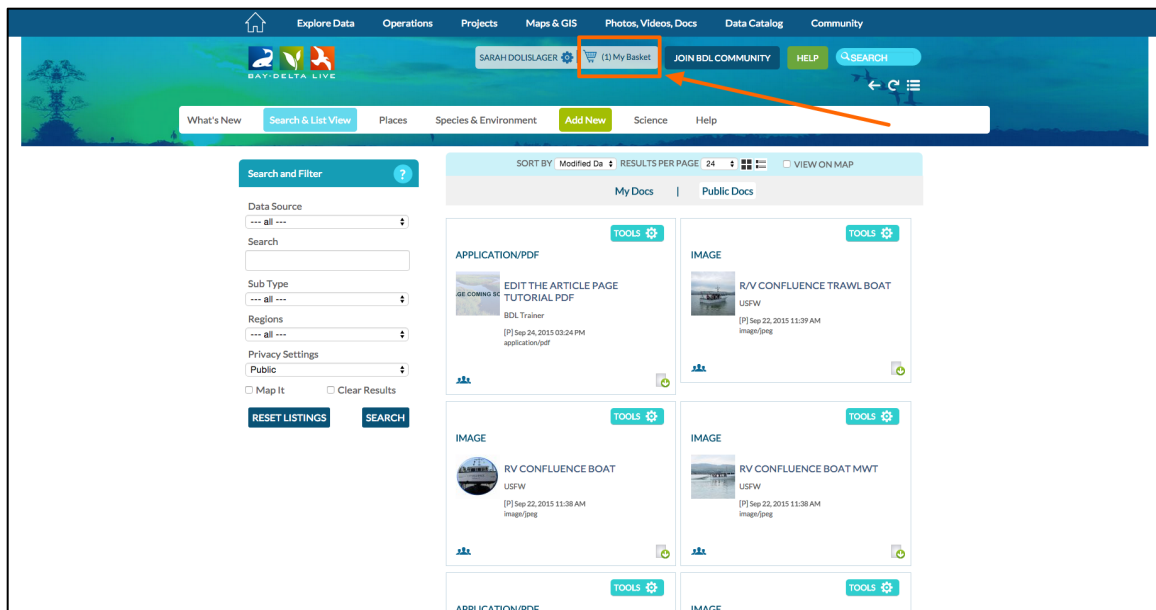 Explore Data Operations Projects Maps & GIS Photos, Videos, Docs Data Catalog Community
BAY-DELTA LIVE
SARAH DOLISLAGER (1) My Basket JOIN BDL COMMUNITY HELP SEARCH
What's New Search & List View Places Species & Environment Add New Science Help
Search and Filter ?
Data Source
--- all ---
Search
Sub Type
--- all ---
Regions
--- all ---
Privacy Settings
Public
Map It Clear Results
RESET LISTINGS SEARCH
SORT BY Modified Da RESULTS PER PAGE 24 VIEW ON MAP
My Docs | Public Docs
TOOLS
APPLICATION/PDF
GE COMING SO
EDIT THE ARTICLE PAGE
TUTORIAL PDF
BDL Trainer
[P] Sep 24, 2015 03:24 PM
application/pdf
TOOLS
IMAGE
R/V CONFLUENCE TRAWL BOAT
USFW
[P] Sep 22, 2015 11:39 AM
image/jpeg
TOOLS
IMAGE
RV CONFLUENCE BOAT
USFW
[P] Sep 22, 2015 11:38 AM
image/jpeg
TOOLS
IMAGE
RV CONFLUENCE BOAT MWT
USFW
[P] Sep 22, 2015 11:38 AM
image/jpeg
TOOLS
APPLICATION/PDF
TOOLS
IMAGE